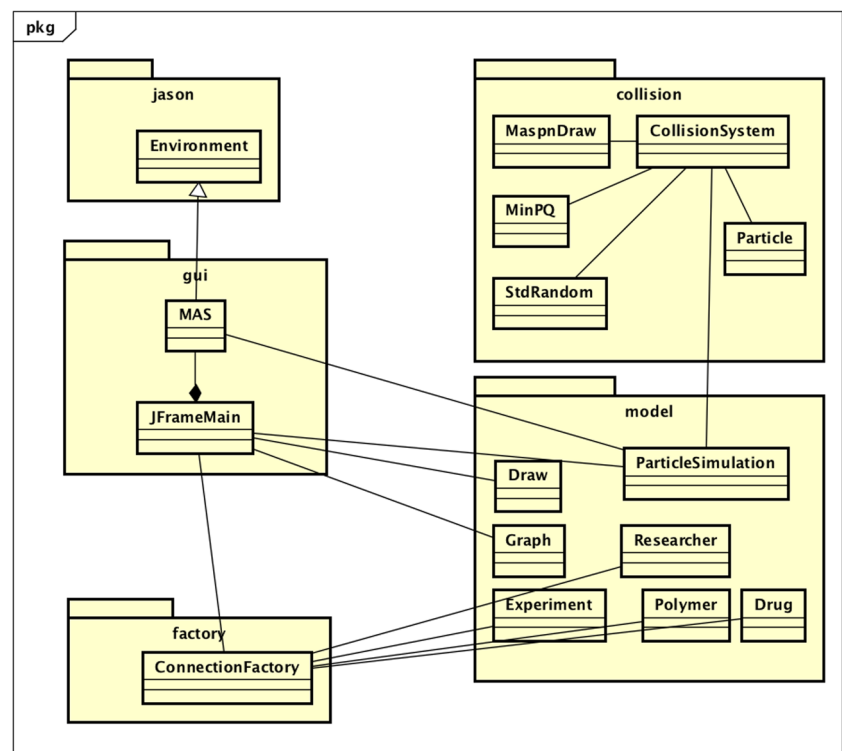 pkg
jason
Environment
gui
MAS
JFrameMain
factory
ConnectionFactory
collision
MaspnDraw
CollisionSystem
MinPQ
Particle
StdRandom
model
ParticleSimulation
Draw
Graph
Researcher
Experiment
Polymer
Drug